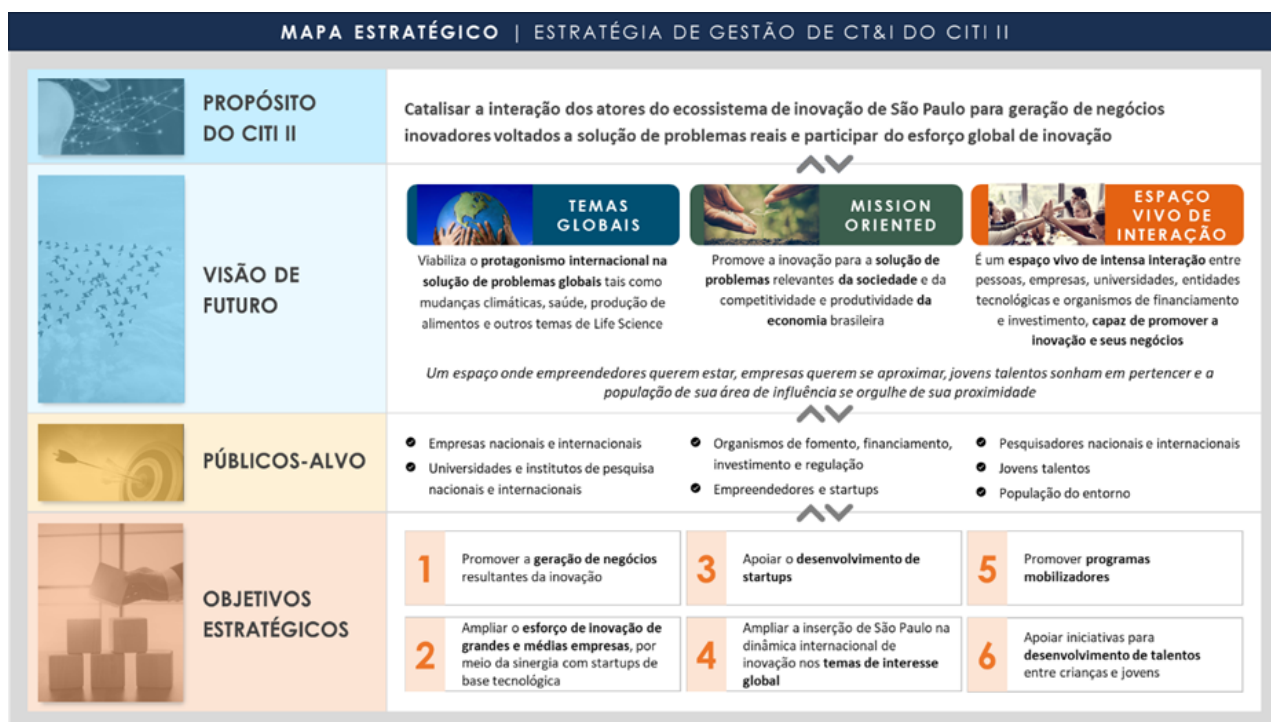 MAPA ESTRATÉGICO | ESTRATÉGIA DE GESTÃO DE CT&I DO CITI II
PROPÓSITO
DO CITI II
Catalisar a interação dos atores do ecossistema de inovação de São Paulo para geração de negócios
inovadores voltados a solução de problemas reais e participar do esforço global de inovação
VISÃO DE
FUTURO
TEMAS
GLOBAIS
Viabiliza o protagonismo internacional na
solução de problemas globais tais como
mudanças climáticas, saúde, produção de
alimentos e outros temas de Life Science
MISSION
ORIENTED
Promove a inovação para a solução de
problemas relevantes da sociedade e da
competitividade e produtividade da
economia brasileira
ESPAÇO
VIVO DE
INTERAÇÃO
É um espaço vivo de intensa interação entre
pessoas, empresas, universidades, entidades
tecnológicas e organismos de financiamento
e investimento, capaz de promover a
inovação e seus negócios
Um espaço onde empreendedores querem estar, empresas querem se aproximar, jovens talentos sonham em pertencer e a
população de sua área de influência se orgulhe de sua proximidade
PÚBLICOS-ALVO
Empresas nacionais e internacionais
Universidades e institutos de pesquisa
nacionais e internacionais
Organismos de fomento, financiamento,
investimento e regulação
Empreendedores e startups
Pesquisadores nacionais e internacionais
Jovens talentos
População do entorno
OBJETIVOS
ESTRATÉGICOS
1
Promover a geração de negócios
resultantes da inovação
2
Ampliar o esforço de inovação de
grandes e médias empresas, por
meio da sinergia com startups de
base tecnológica
3
Apoiar o desenvolvimento de
startups
4
Ampliar a inserção de São Paulo na
dinâmica internacional de
inovação nos temas de interesse
global
5
Promover programas
mobilizadores
6
Apoiar iniciativas para
desenvolvimento de talentos
entre crianças e jovens